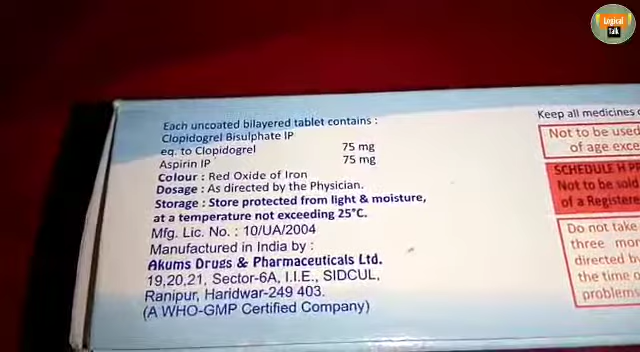 Logical
Talk
Each uncoated bilayered tablet contains :
Clopidogrel Bisulphate IP
eq. to Clopidogrel 75 mg
Aspirin IP 75 mg
Colour : Red Oxide of Iron
Dosage : As directed by the Physician.
Storage : Store protected from light & moisture,
at a temperature not exceeding 25°C.
Mfg. Lic. No. : 10/UA/2004
Manufactured in India by :
Akums Drugs & Pharmaceuticals Ltd.
19,20,21, Sector-6A, I.I.E., SIDCUL,
Ranipur, Haridwar-249 403.
(A WHO-GMP Certified Company)
Keep all medicines
Not to be used
of age
SCHEDULE H
Not to be sold
of a
Do not take
three
directed by
the time o
problems